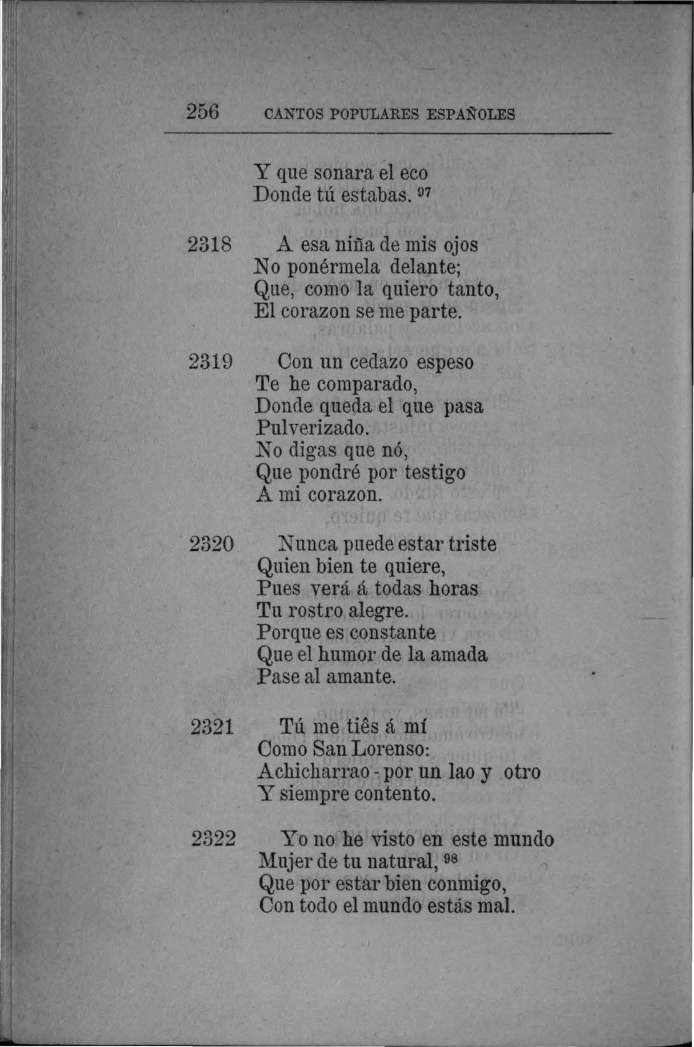 256 CANTOS POPULARES ESPAÑOLES
Y que sonara el eco
Donde tú estabas. 97
2318 A esa niña de mis ojos
No ponérmela delante;
Que, como la quiero tanto,
El corazon se me parte.
2319 Con un cedazo espeso
Te he comparado,
Donde queda el que pasa
Pulverizado.
No digas que nó,
Que pondré por testigo
A mi corazon.
2320 Nunca puede estar triste
Quien bien te quiere,
Pues verá á todas horas
Tu rostro alegre.
Porque es constante
Que el humor de la amada
Pase al amante.
2321 Tú me tiês á mí
Como San Lorenso:
Achicharrao - por un lao y otro
Y siempre contento.
2322 Yo no he visto en este mundo
Mujer de tu natural, 98
Que por estar bien conmigo,
Con todo el mundo estás mal.